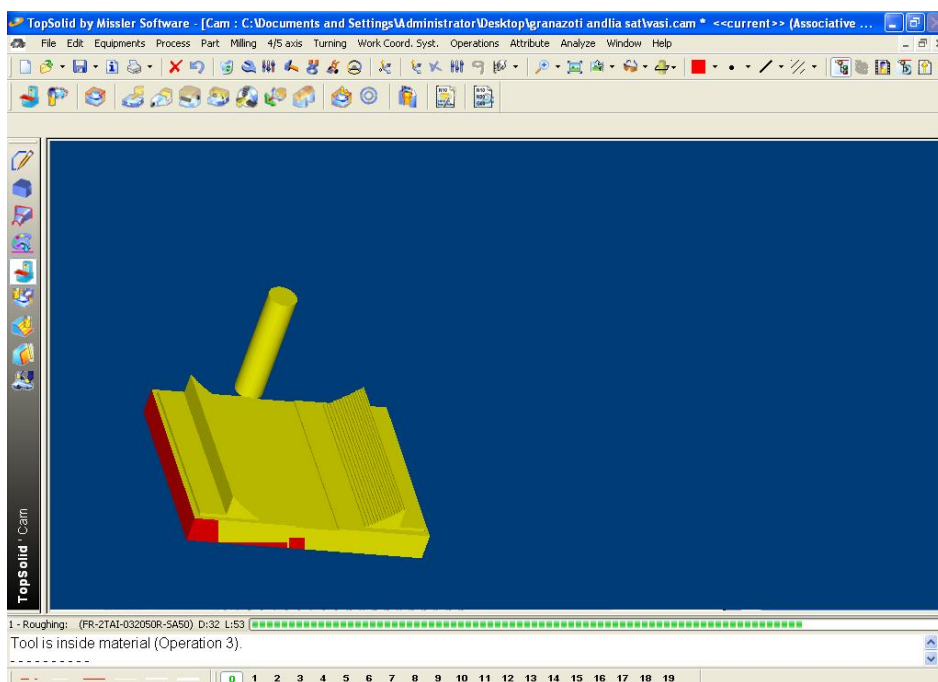 TopSolid by Missler Software - [Cam : C:\Documents and Settings\Administrator\Desktop\granazoti andlia sat\vasi.cam *  <<current>> (Associative ...
File Edit Equipments Process Part Milling 4/5 axis Turning Work Coord. Syst. Operations Attribute Analyze Window Help
TopSolid'Cam
1 - Roughing: (FR-2TAI-032050R-SA50) D:32 L:53
Tool is inside material (Operation 3).
----------
0 1 2 3 4 5 6 7 8 9 10 11 12 13 14 15 16 17 18 19